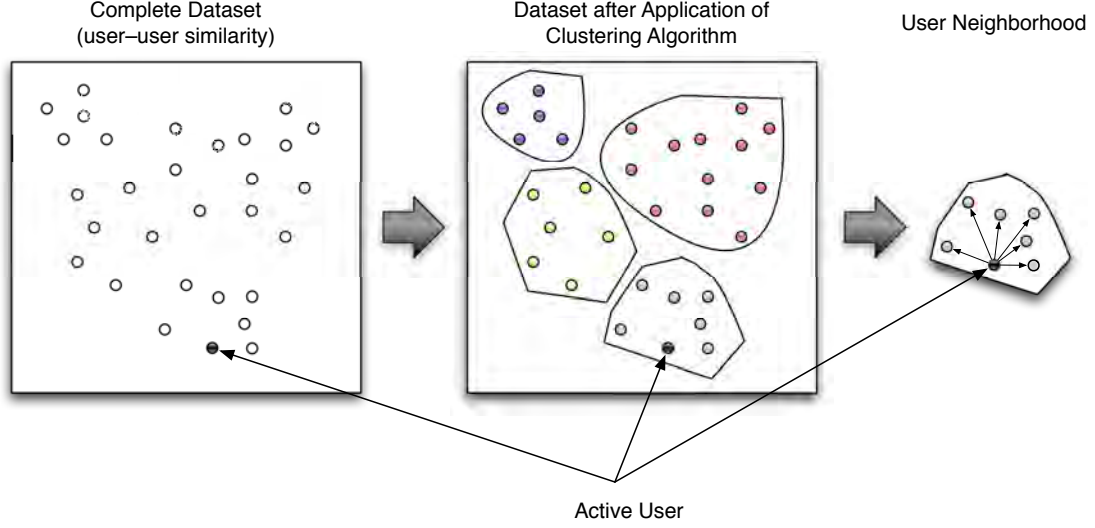 Complete Dataset
(user–user similarity)
Dataset after Application of
Clustering Algorithm
User Neighborhood
Active User